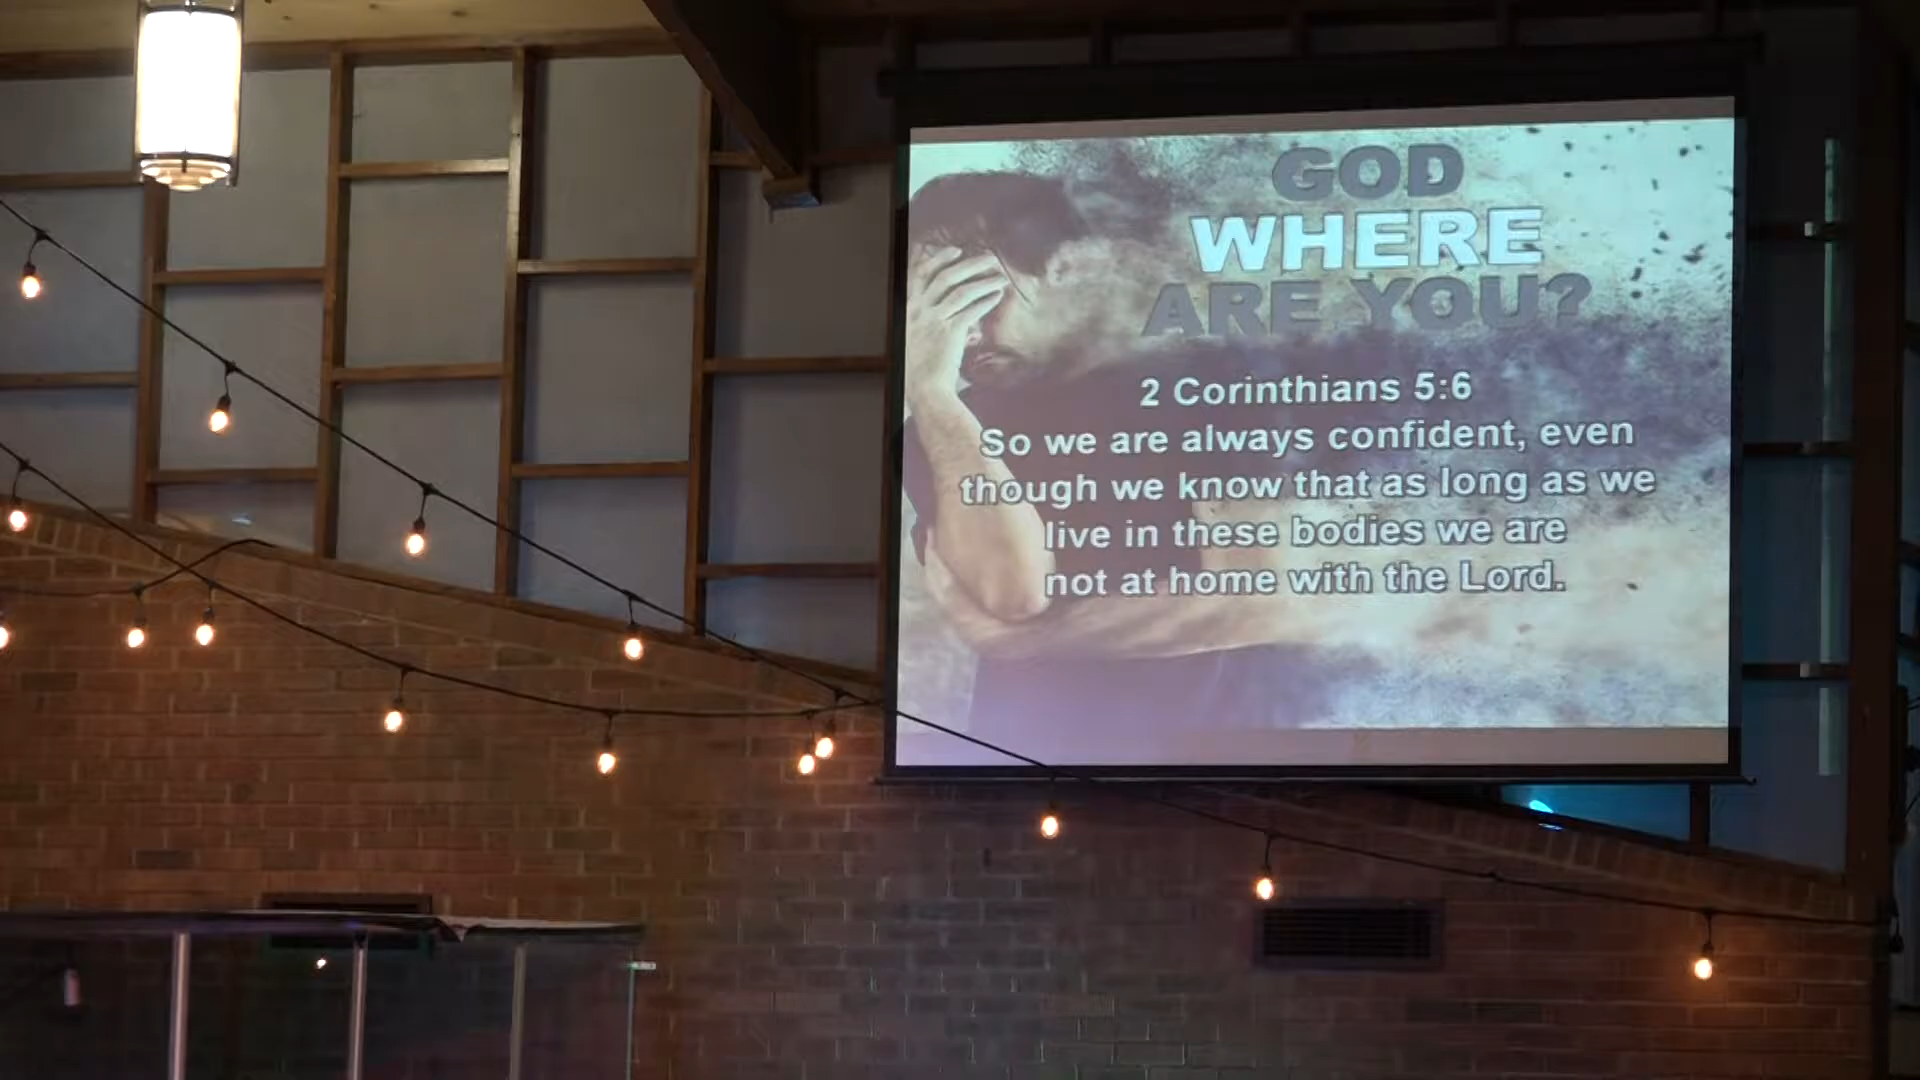 GOD
WHERE
ARE YOU?
2 Corinthians 5:6
So we are always confident, even
though we know that as long as we
live in these bodies we are
not at home with the Lord.